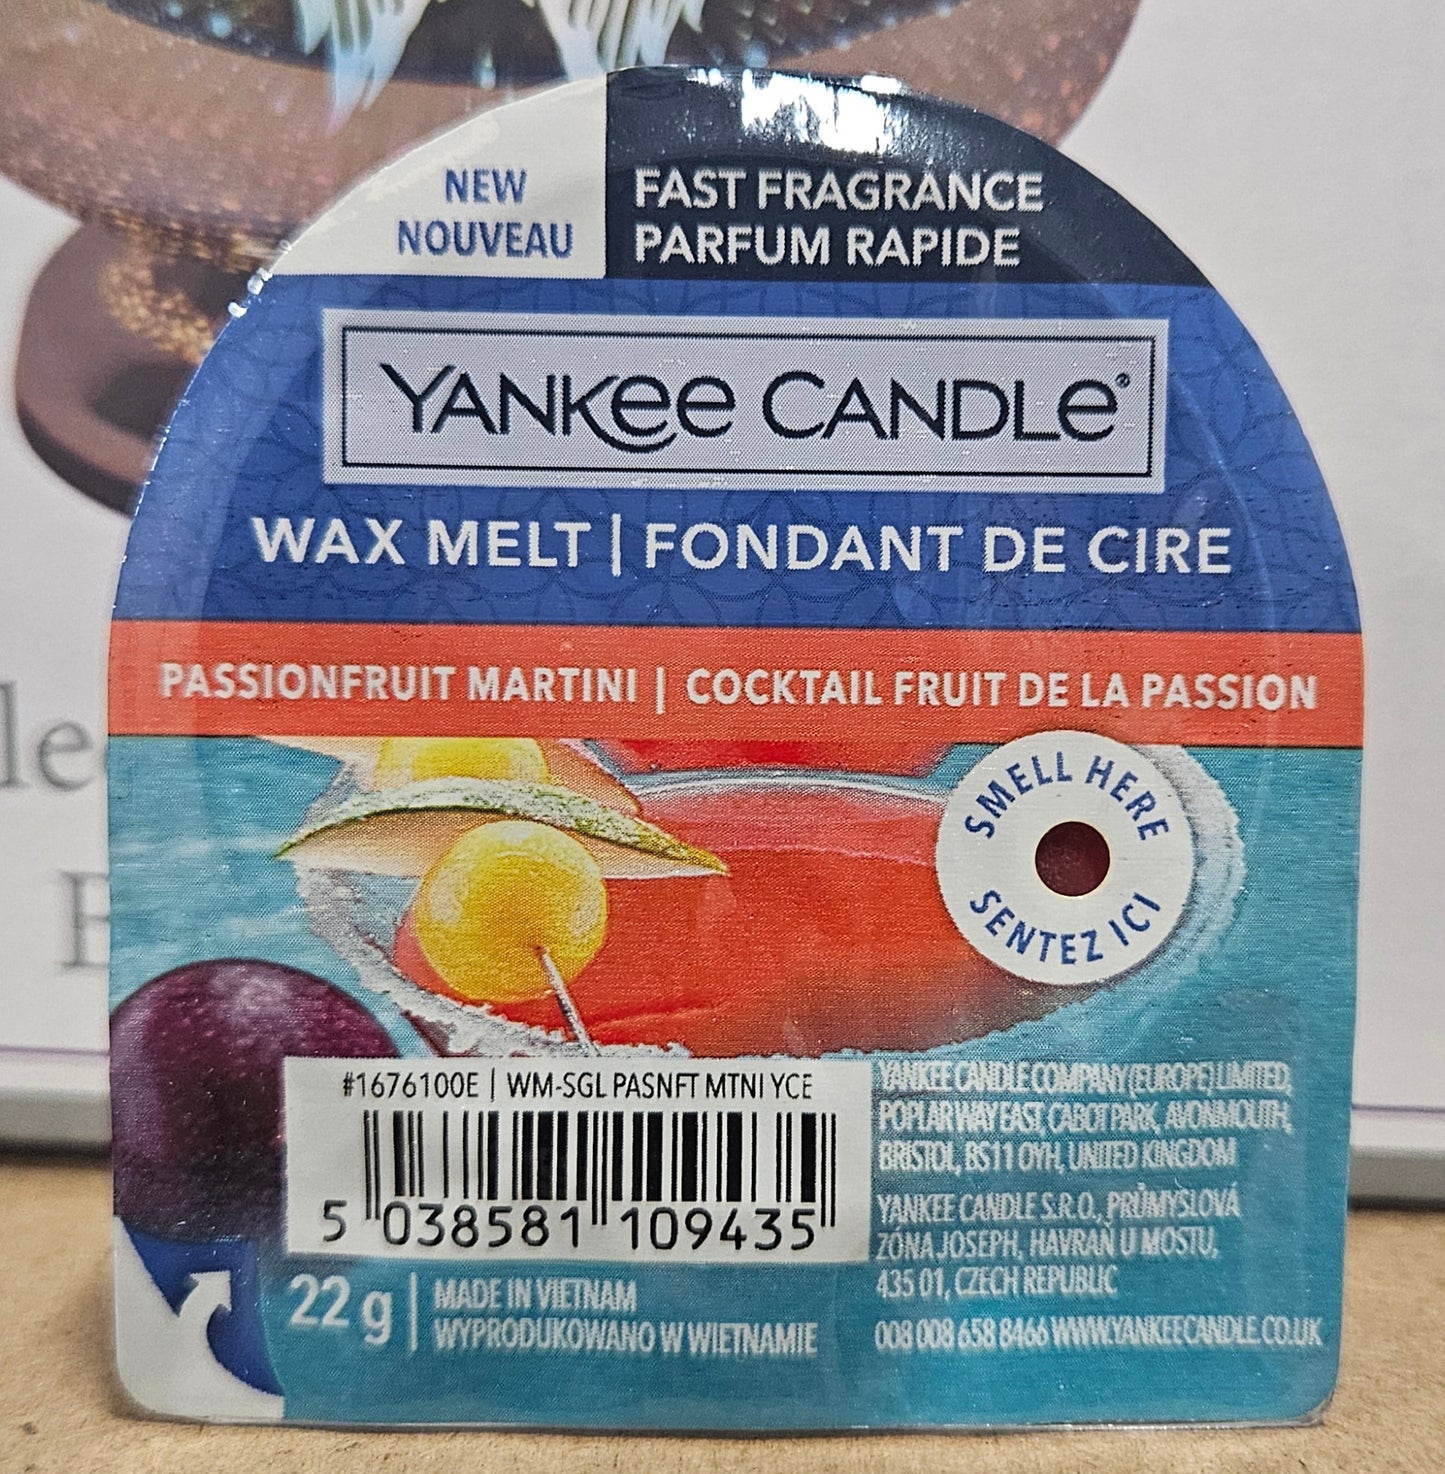 NEW
NOUVEAU
FAST FRAGRANCE
PARFUM RAPIDE
YANKEE CANDLE®
WAX MELT | FONDANT DE CIRE
PASSIONFRUIT MARTINI | COCKTAIL FRUIT DE LA PASSION
SMELL HERE
SENTEZ ICI
#1676100E | WM-SGL PASNFT MTNI YCE
5 038581 109435
22 g
MADE IN VIETNAM
WYPRODUKOWANO W WIETNAMIE
YANKEE CANDLE COMPANY (EUROPE) LIMITED,
POPLAR WAY EAST, CABOT PARK, AVONMOUTH,
BRISTOL, BS11 0YH, UNITED KINGDOM
YANKEE CANDLE S.R.O., PRŮMYSLOVÁ
ZÓNA JOSEPH, HAVRAŇ U MOSTU,
435 01, CZECH REPUBLIC
008 008 658 8466 WWW.YANKEECANDLE.CO.UK